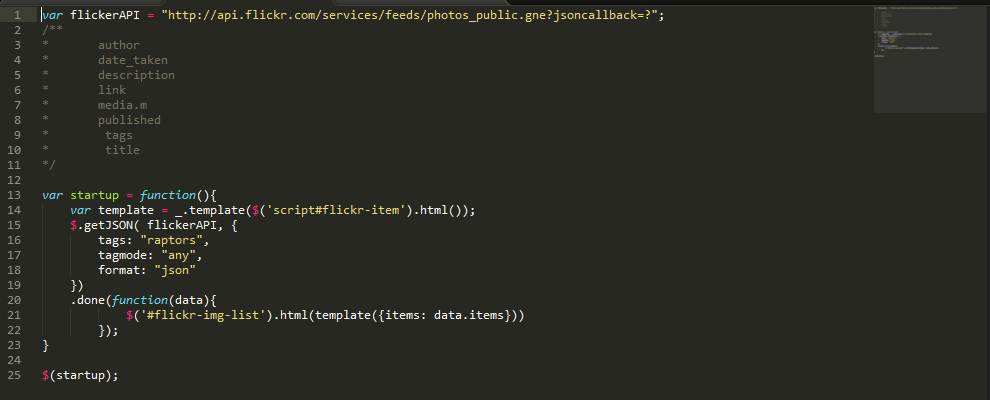 1 var flickerAPI = "http://api.flickr.com/services/feeds/photos_public.gne?jsoncallback=?";
2 /**
3 * author
4 * date_taken
5 * description
6 * link
7 * media.m
8 * published
9 * tags
10 * title
11 */
12
13 var startup = function(){
14 var template = _.template($('script#flickr-item').html());
15 $.getJSON( flickerAPI, {
16 tags: "raptors",
17 tagmode: "any",
18 format: "json"
19 })
20 .done(function(data){
21 $('#flickr-img-list').html(template({items: data.items}))
22 });
23 }
24
25 $(startup);